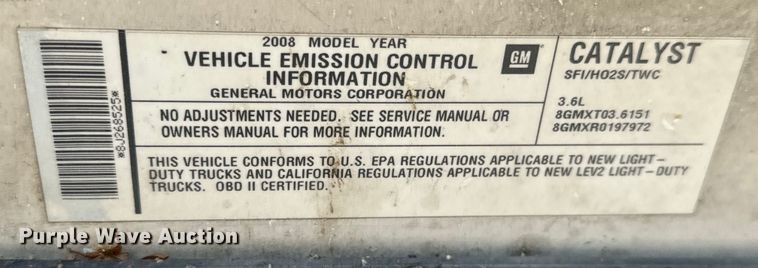 *8J268525*
2008 MODEL YEAR
VEHICLE EMISSION CONTROL
INFORMATION
GENERAL MOTORS CORPORATION
GM
NO ADJUSTMENTS NEEDED. SEE SERVICE MANUAL OR
OWNERS MANUAL FOR MORE INFORMATION.
CATALYST
SFI/HO2S/TWC
3.6L
8GMXT03.6151
8GMXR0197972
THIS VEHICLE CONFORMS TO U.S. EPA REGULATIONS APPLICABLE TO NEW LIGHT-
DUTY TRUCKS AND CALIFORNIA REGULATIONS APPLICABLE TO NEW LEV2 LIGHT-DUTY
TRUCKS. OBD II CERTIFIED.
Purple Wave Auction